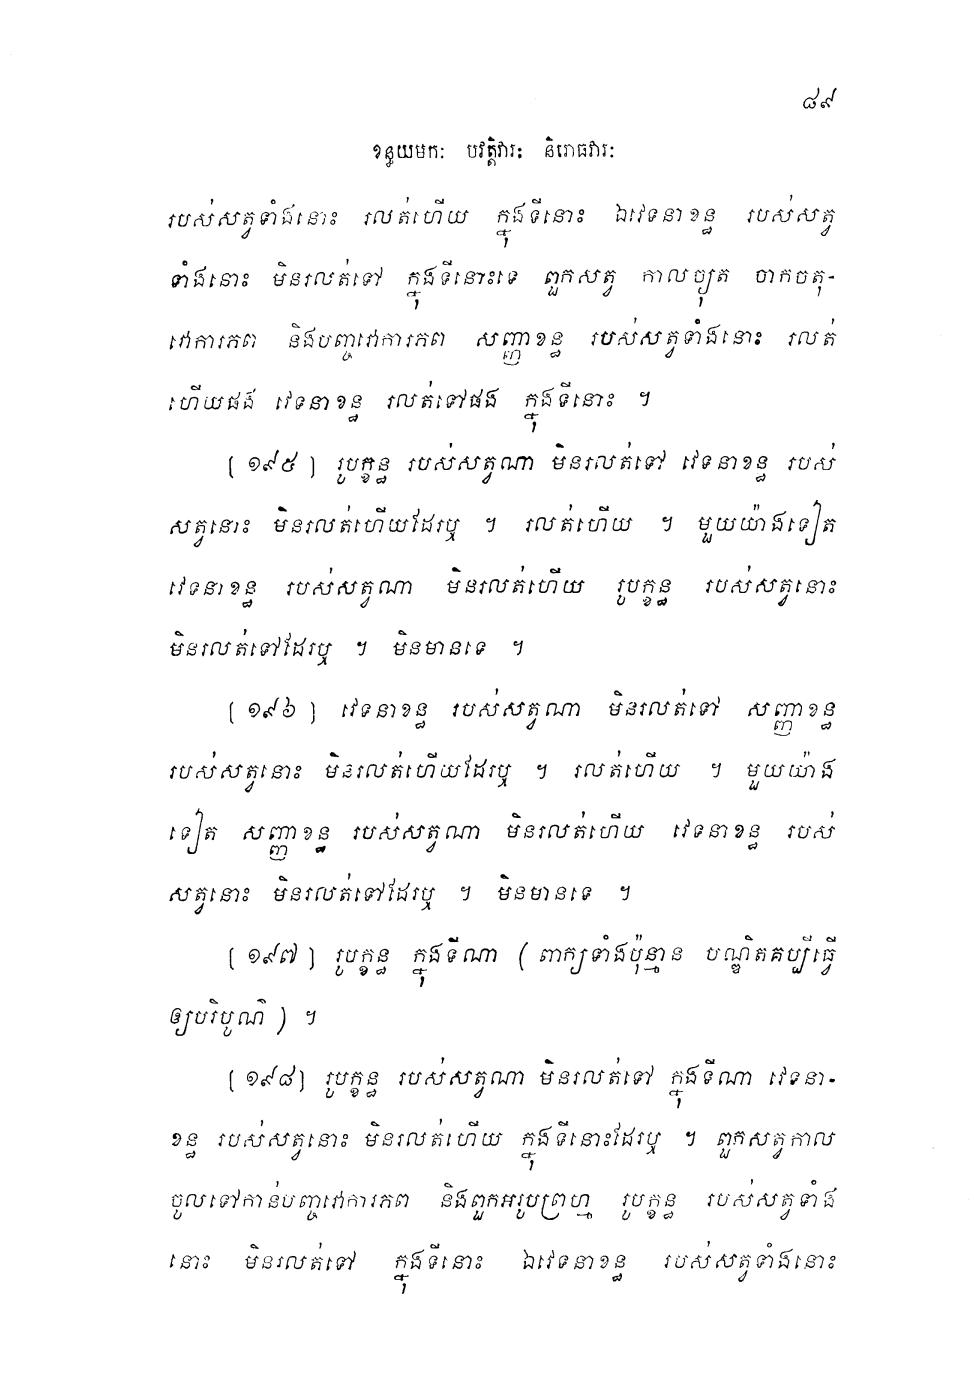 ៨៩
ខន្ធយមកៈ បវត្តិវារៈ និរោធវារៈ
របស់សត្វទាំងនោះ រលត់ហើយ ក្នុងទីនោះ ឯវេទនាខន្ធ របស់សត្វ
ទាំងនោះ មិនរលត់ទៅ ក្នុងទីនោះទេ ពួកសត្វ កាលច្យុត ចាកចតុ-
វោការភព និងបញ្ចវោការភព សញ្ញាខន្ធ របស់សត្វទាំងនោះ រលត់
ហើយផង វេទនាខន្ធ រលត់ទៅផង ក្នុងទីនោះ ។
[ ១៩៥ ] រូបក្ខន្ធ របស់សត្វណា មិនរលត់ទៅ វេទនាខន្ធ របស់
សត្វនោះ មិនរលត់ហើយដែរឬ ។ រលត់ហើយ ។ មួយយ៉ាងទៀត
វេទនាខន្ធ របស់សត្វណា មិនរលត់ហើយ រូបក្ខន្ធ របស់សត្វនោះ
មិនរលត់ទៅដែរឬ ។ មិនមានទេ ។
[ ១៩៦ ] វេទនាខន្ធ របស់សត្វណា មិនរលត់ទៅ សញ្ញាខន្ធ
របស់សត្វនោះ មិនរលត់ហើយដែរឬ ។ រលត់ហើយ ។ មួយយ៉ាង
ទៀត សញ្ញាខន្ធ របស់សត្វណា មិនរលត់ហើយ វេទនាខន្ធ របស់
សត្វនោះ មិនរលត់ទៅដែរឬ ។ មិនមានទេ ។
[ ១៩៧ ] រូបក្ខន្ធ ក្នុងទីណា ( ពាក្យទាំងប៉ុន្មាន បណ្ឌិតគប្បីធ្វើ
ឲ្យបរិបូណ៌ ) ។
[ ១៩៨] រូបក្ខន្ធ របស់សត្វណា មិនរលត់ទៅ ក្នុងទីណា វេទនា-
ខន្ធ របស់សត្វនោះ មិនរលត់ហើយ ក្នុងទីនោះដែរឬ ។ ពួកសត្វកាល
ចូលទៅកាន់បញ្ចវោការភព និងពួកអរូបព្រហ្ម រូបក្ខន្ធ របស់សត្វទាំង
នោះ មិនរលត់ទៅ ក្នុងទីនោះ ឯវេទនាខន្ធ របស់សត្វទាំងនោះ